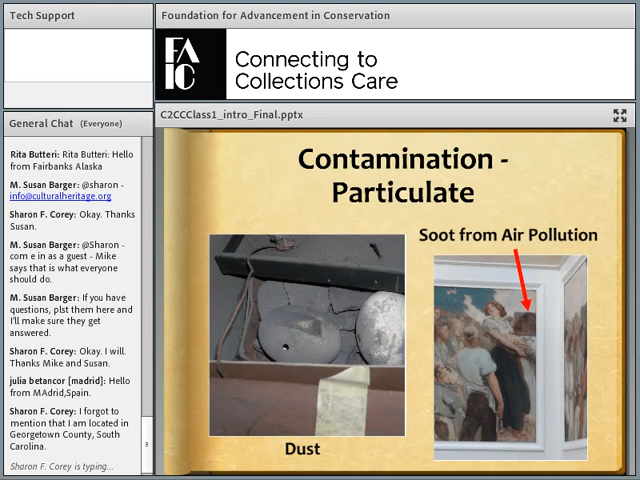 Tech Support
Foundation for Advancement in Conservation
FA
IC
Connecting to
Collections Care
General Chat (Everyone)
Rita Butteri: Rita Butteri: Hello
from Fairbanks Alaska
M. Susan Barger: @sharon -
info@culturalheritage.org
Sharon F. Corey: Okay. Thanks
Susan.
M. Susan Barger: @Sharon -
com e in as a guest - Mike
says that is what everyone
should do.
M. Susan Barger: If you have
questions, plst them here and
I'll make sure they get
answered.
Sharon F. Corey: Okay. I will.
Thanks Mike and Susan.
julia betancor [madrid]: Hello
from MAdrid,Spain.
Sharon F. Corey: I forgot to
mention that I am located in
Georgetown County, South
Carolina.
Sharon F. Corey is typing...
C2CCClass1_intro_Final.pptx
Contamination -
Particulate
Soot from Air Pollution
Dust